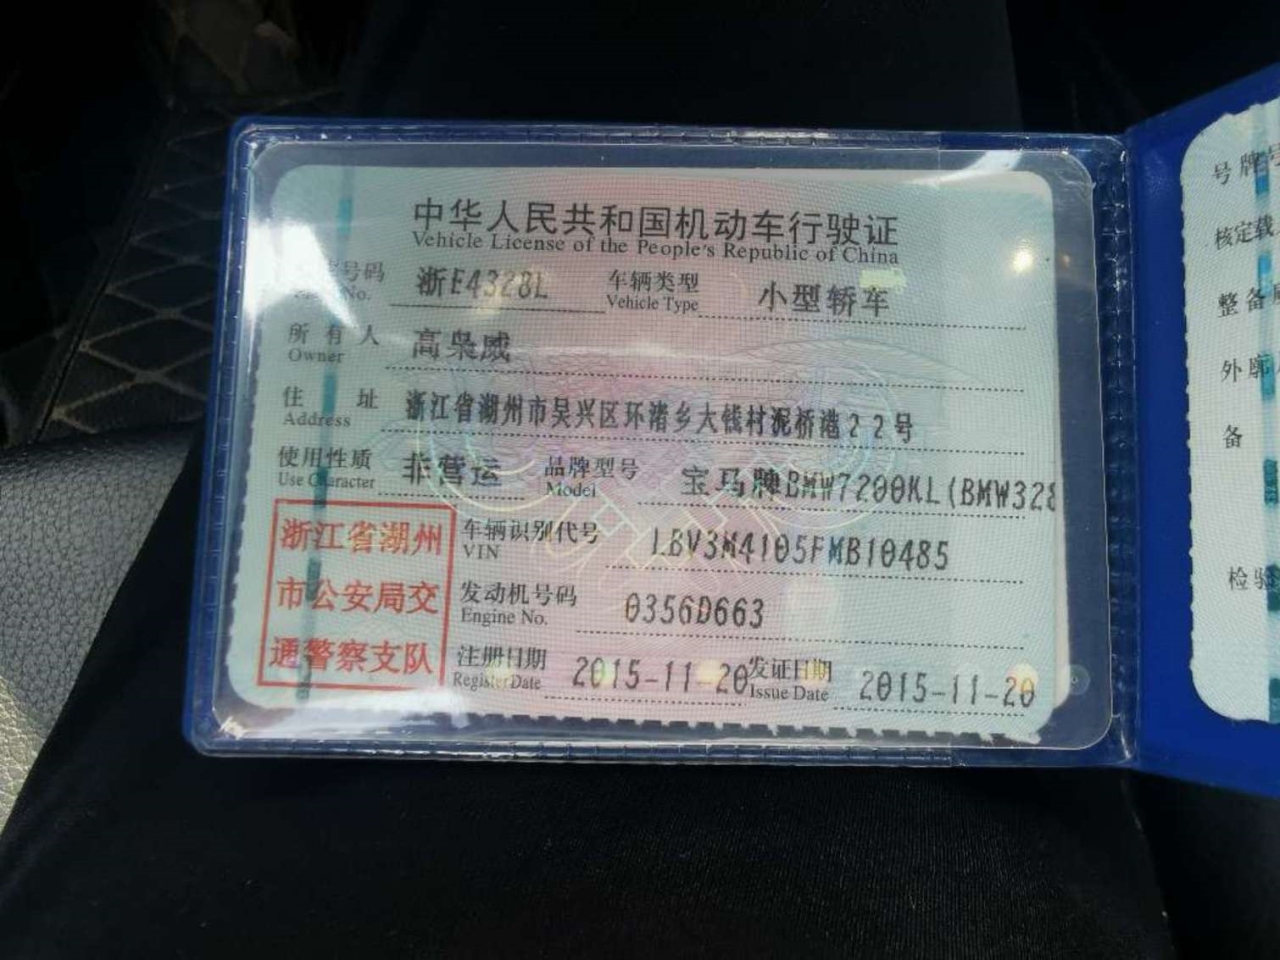 中华人民共和国机动车行驶证
Vehicle License of the People's Republic of China
号码 浙E4328L 车辆类型 小型轿车
No. Vehicle Type
所有人 高枭威
Owner
住址 浙江省湖州市吴兴区环渚乡大钱村泥桥港22号
Address
使用性质 非营运 品牌型号 宝马牌BMW7200KL(BMW328
Use Character Model
浙江省湖州
市公安局交
通警察支队
车辆识别代号 LBV3M4105FMB10485
VIN
发动机号码 0356D663
Engine No.
注册日期 2015-11-20 发证日期 2015-11-20
Register Date Issue Date
号牌号
核定载
整备
外廓
备
检验